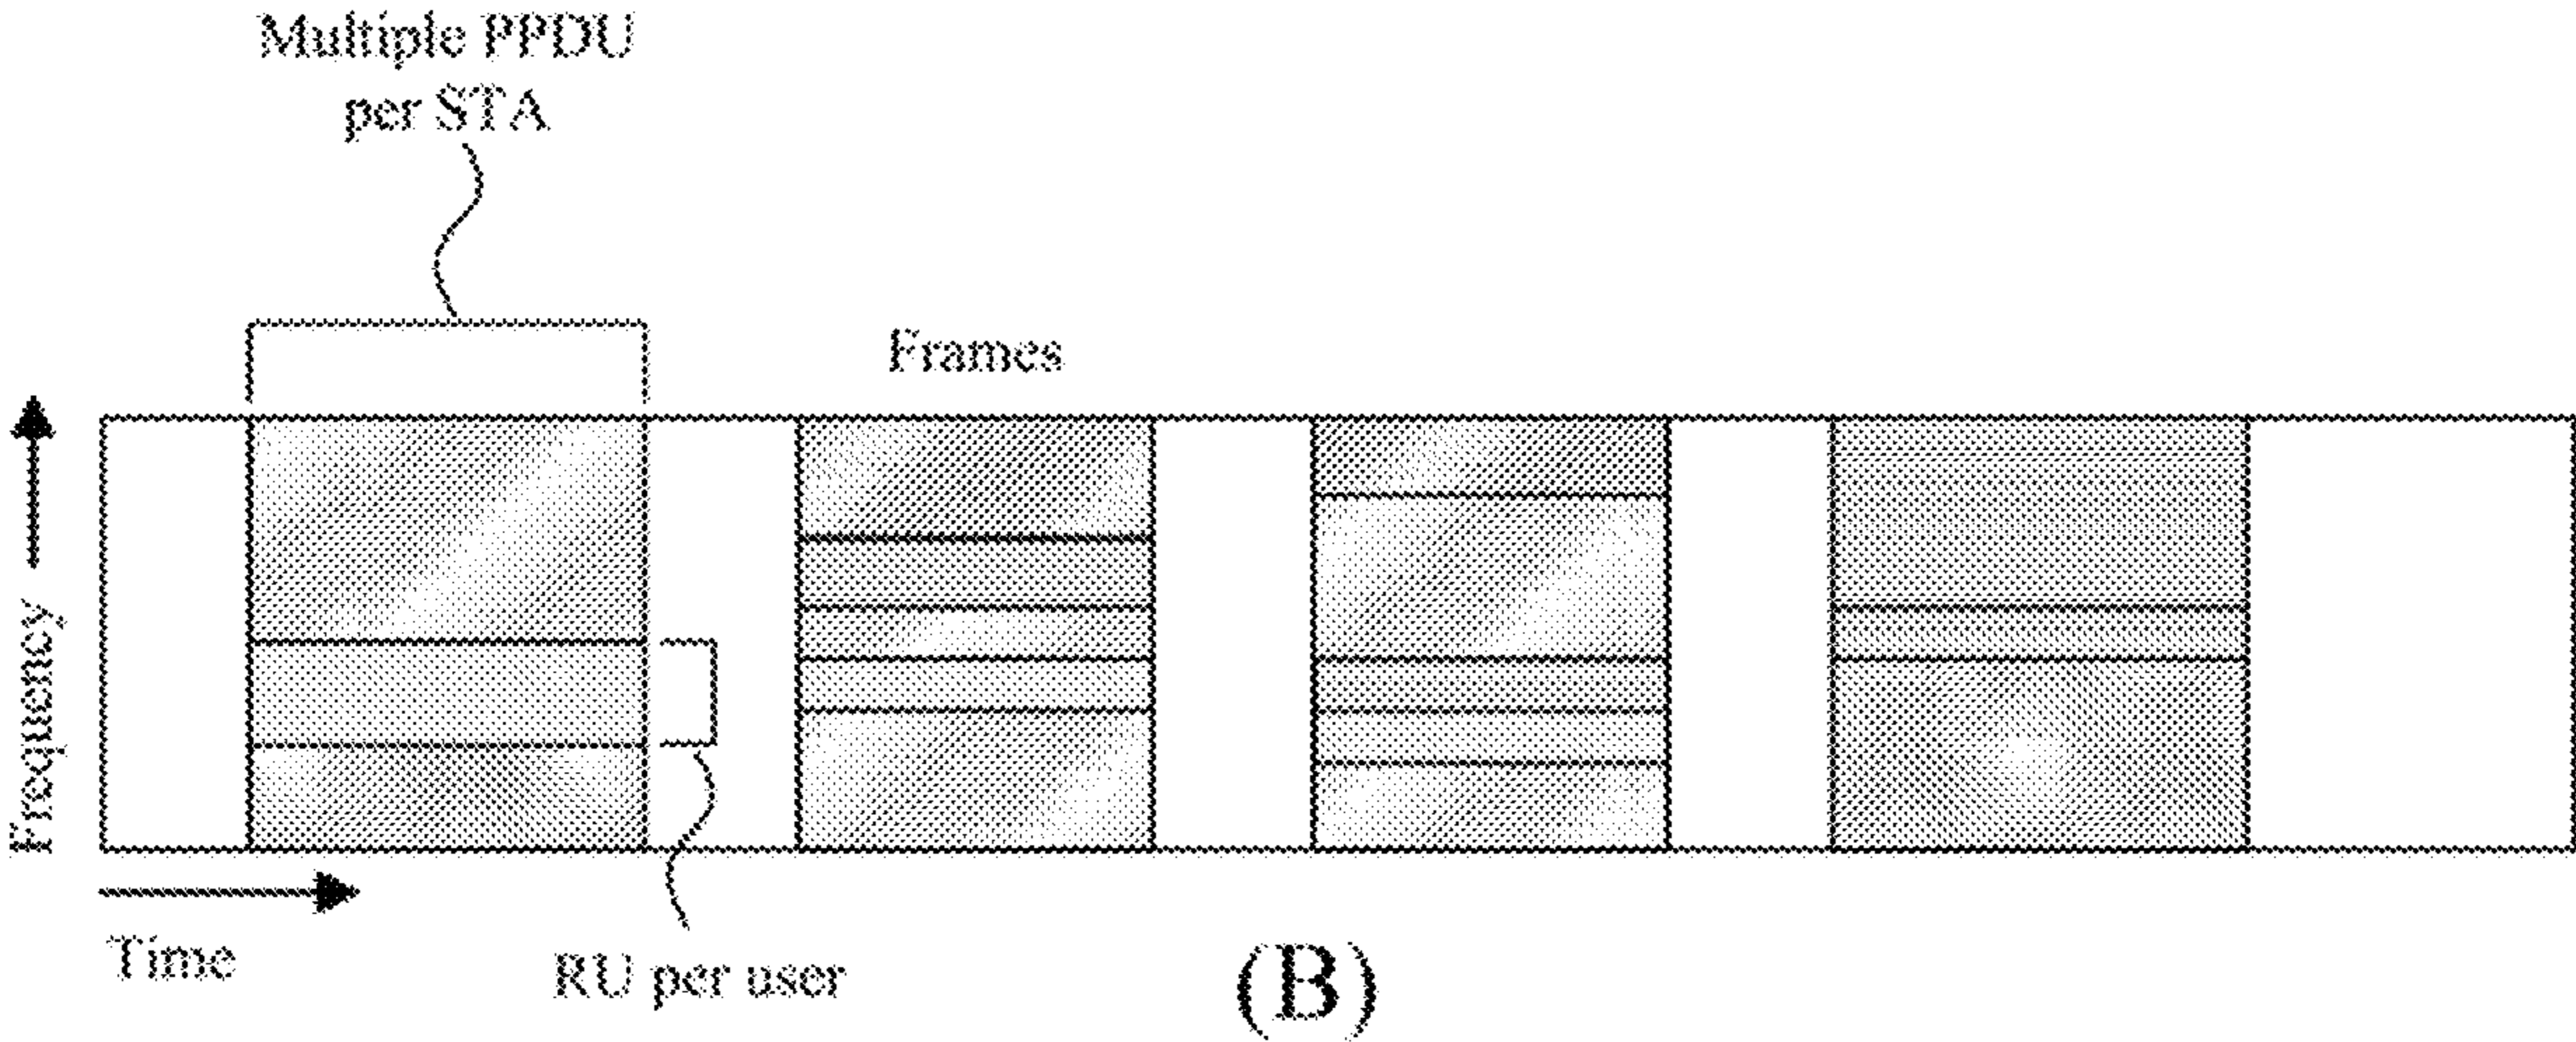 Multiple PPDU
per STA
Frames
Frequency
Time
RU per user
(B)